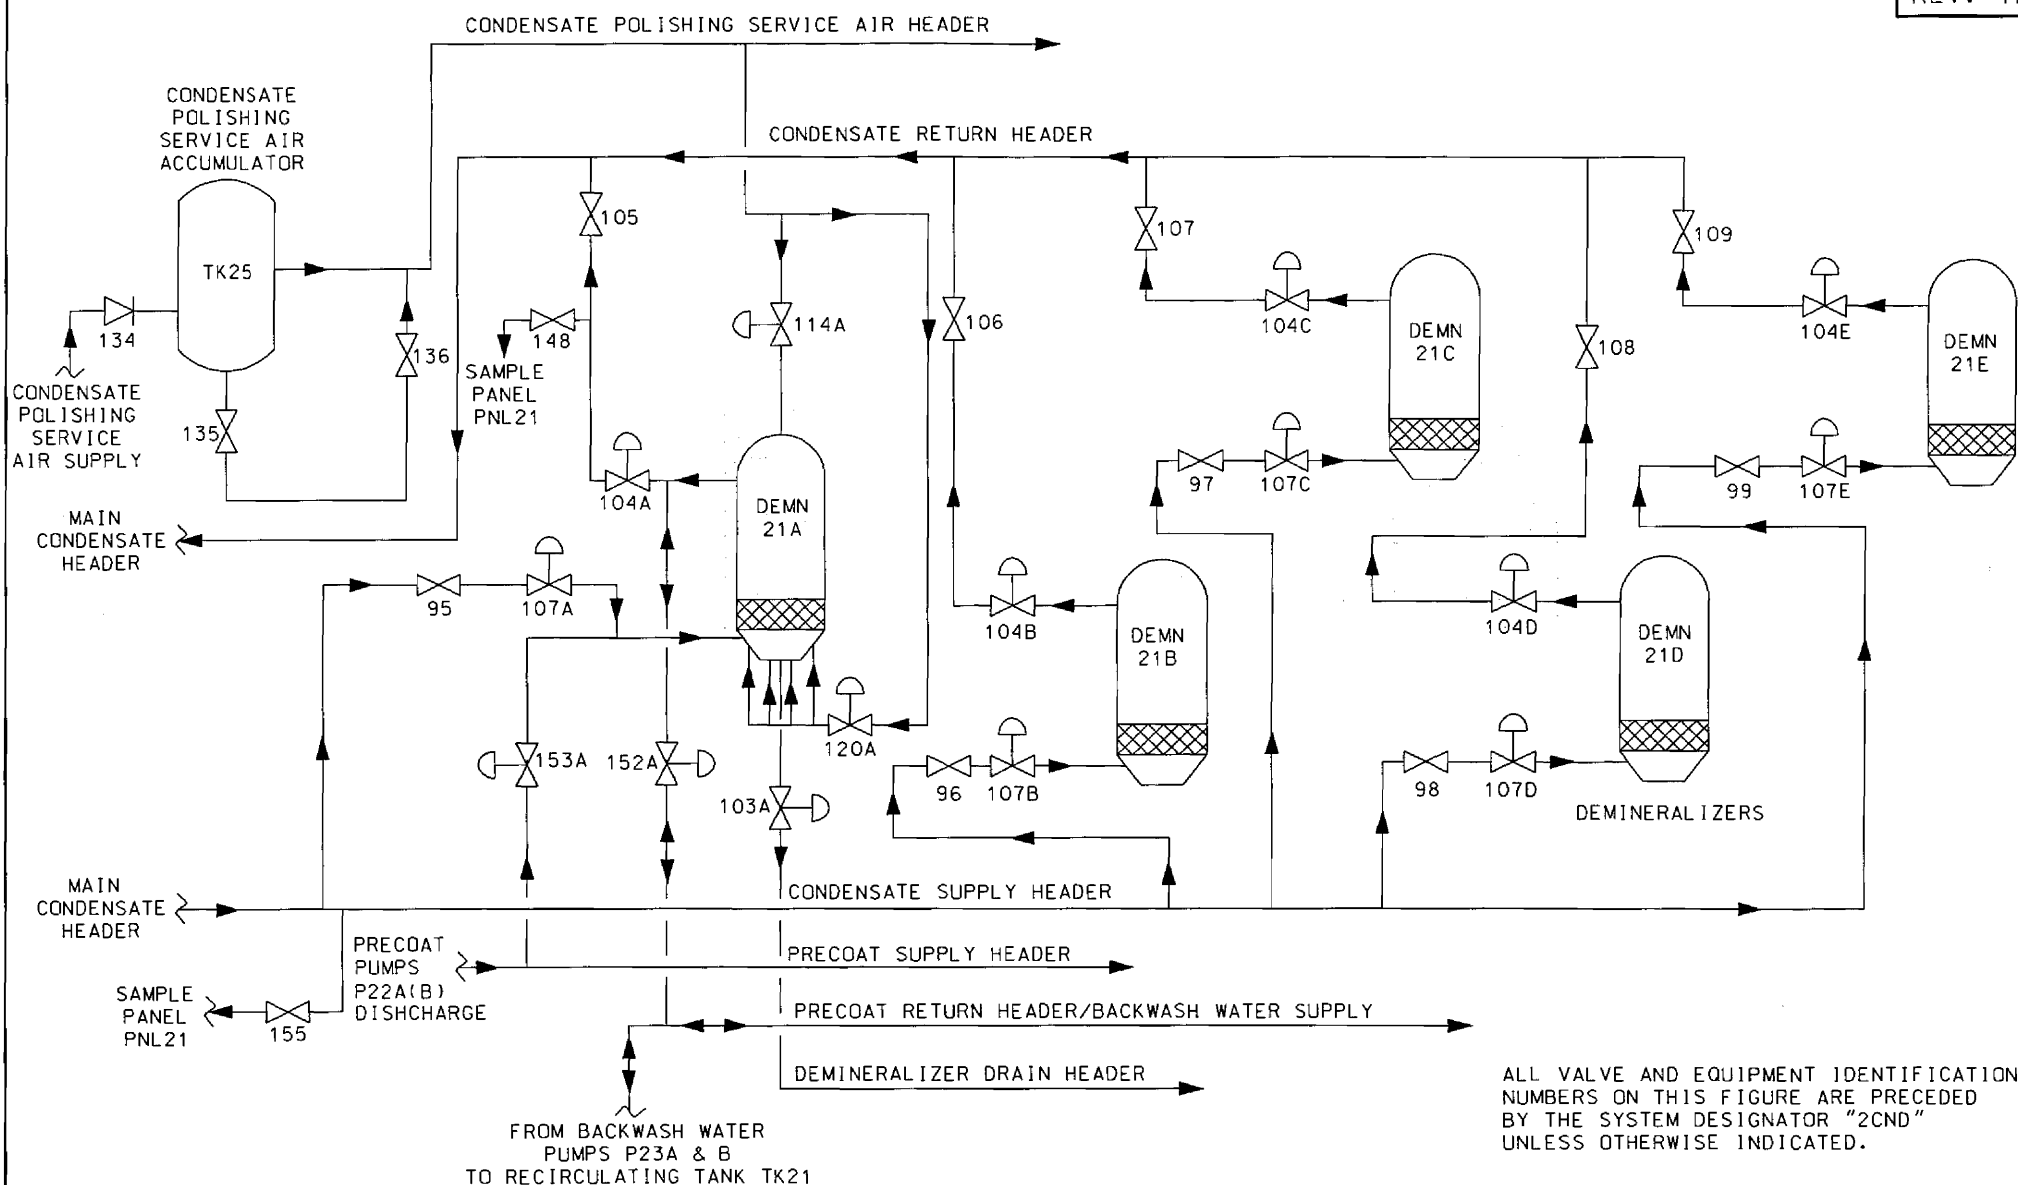 CONDENSATE POLISHING SERVICE AIR HEADER
CONDENSATE
POLISHING
SERVICE AIR
ACCUMULATOR
TK25
134
135
136
CONDENSATE
POLISHING
SERVICE
AIR SUPPLY
CONDENSATE RETURN HEADER
105
148
SAMPLE
PANEL
PNL21
104A
114A
DEMN
21A
106
107
104C
DEMN
21C
97
107C
108
109
104E
DEMN
21E
99
107E
MAIN
CONDENSATE
HEADER
95
107A
153A
152A
103A
120A
104B
DEMN
21B
96
107B
104D
DEMN
21D
98
107D
DEMINERALIZERS
MAIN
CONDENSATE
HEADER
CONDENSATE SUPPLY HEADER
PRECOAT
PUMPS
P22A(B)
DISHCHARGE
PRECOAT SUPPLY HEADER
SAMPLE
PANEL
PNL21
155
PRECOAT RETURN HEADER/BACKWASH WATER SUPPLY
DEMINERALIZER DRAIN HEADER
FROM BACKWASH WATER
PUMPS P23A & B
TO RECIRCULATING TANK TK21
ALL VALVE AND EQUIPMENT IDENTIFICATION
NUMBERS ON THIS FIGURE ARE PRECEDED
BY THE SYSTEM DESIGNATOR "2CND"
UNLESS OTHERWISE INDICATED.